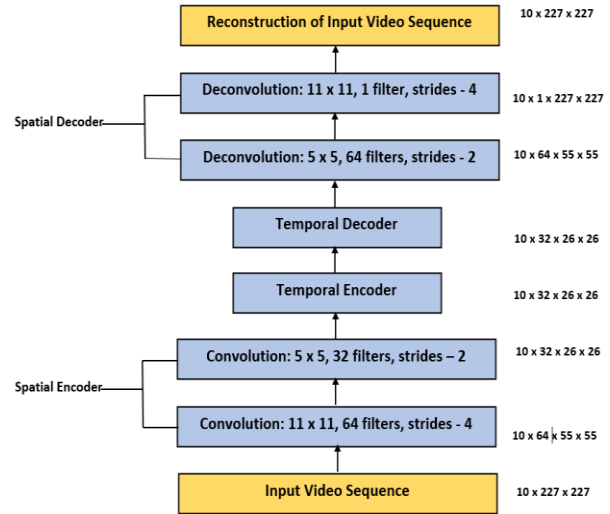 Reconstruction of Input Video Sequence
10 x 227 x 227
Deconvolution: 11 x 11, 1 filter, strides - 4
10 x 1 x 227 x 227
Spatial Decoder
Deconvolution: 5 x 5, 64 filters, strides - 2
10 x 64 x 55 x 55
Temporal Decoder
10 x 32 x 26 x 26
Temporal Encoder
10 x 32 x 26 x 26
Convolution: 5 x 5, 32 filters, strides – 2
10 x 32 x 26 x 26
Spatial Encoder
Convolution: 11 x 11, 64 filters, strides - 4
10 x 64 x 55 x 55
Input Video Sequence
10 x 227 x 227